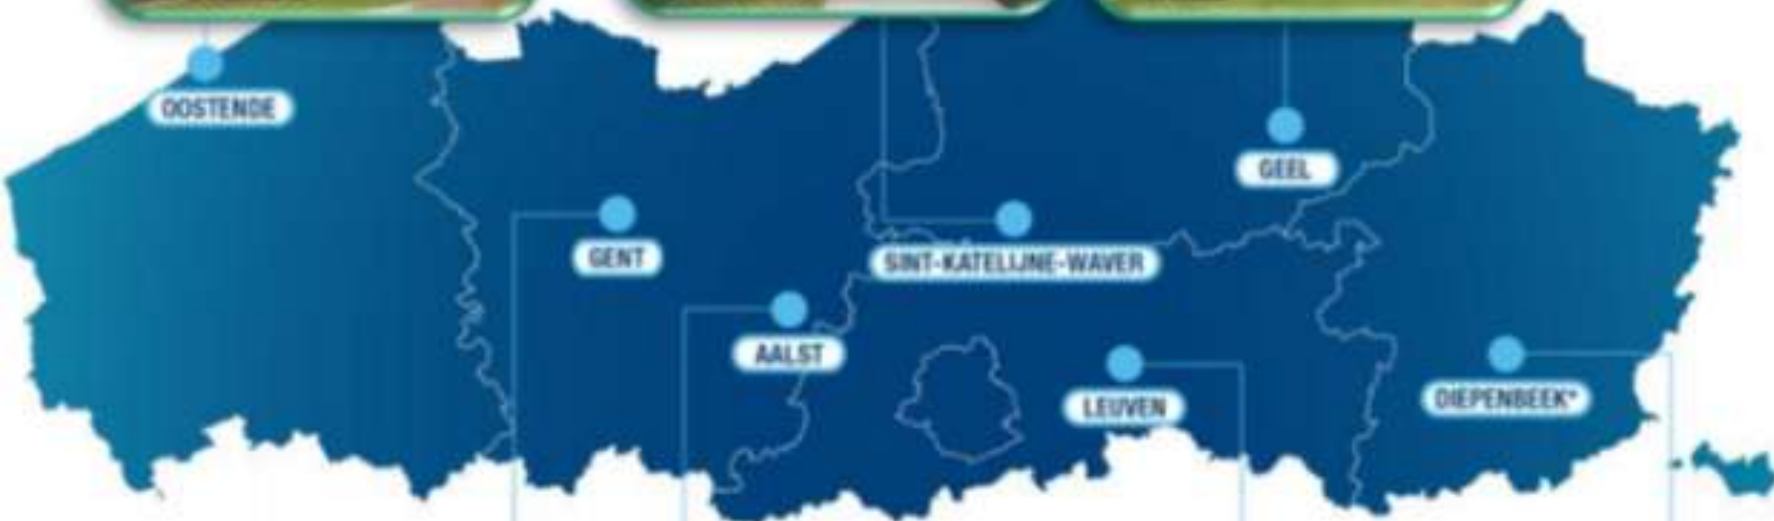 OOSTENDE
GEEL
GENT
SINT-KATELIJNE-WAVER
AALST
LEUVEN
DIEPENBEEK*